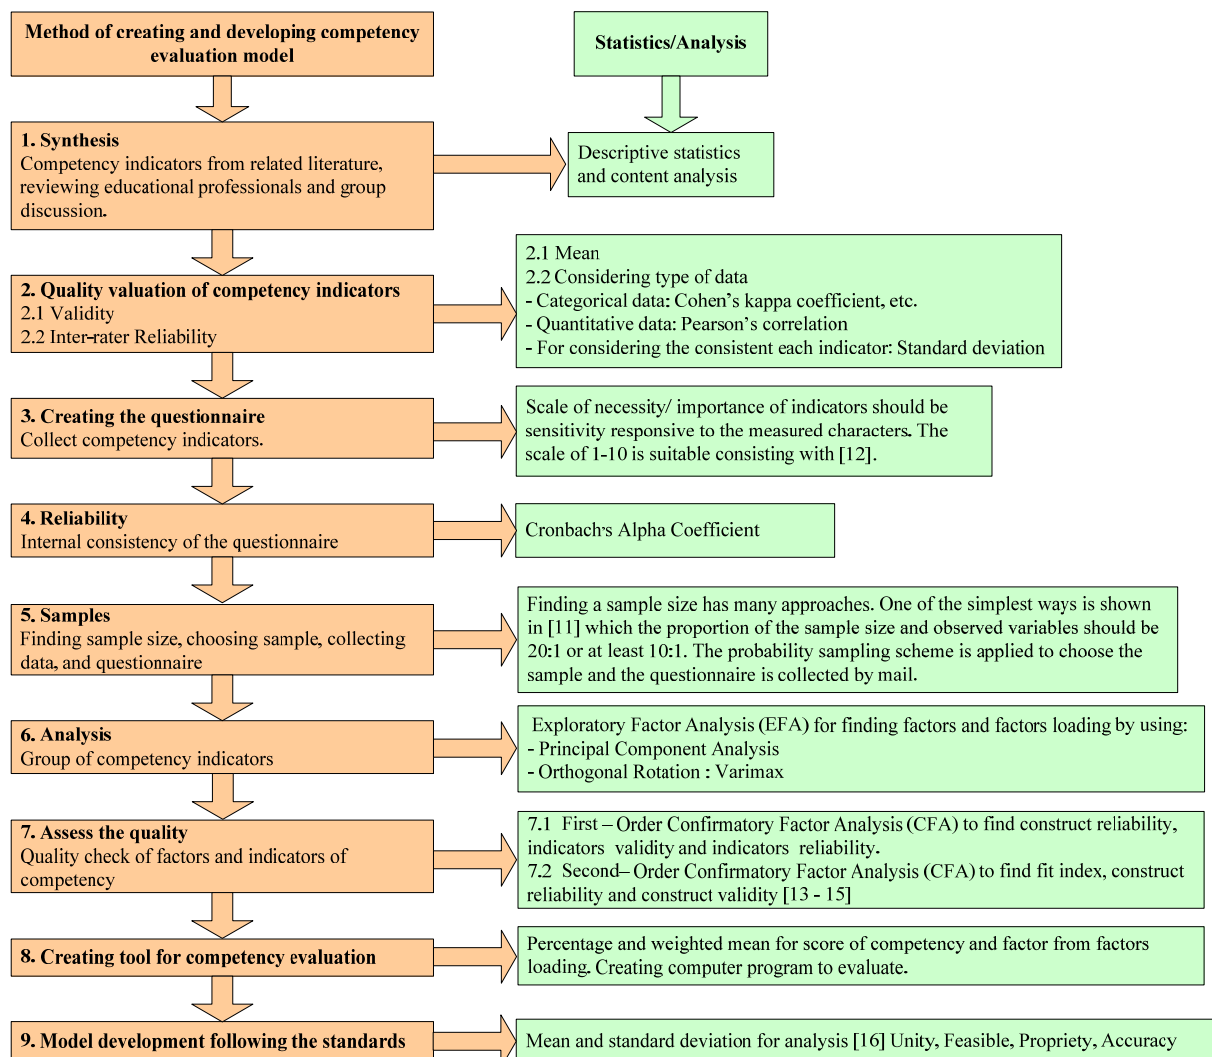 Method of creating and developing competency
evaluation model
Statistics/Analysis
1. Synthesis
Competency indicators from related literature,
reviewing educational professionals and group
discussion.
Descriptive statistics
and content analysis
2. Quality valuation of competency indicators
2.1 Validity
2.2 Inter-rater Reliability
2.1 Mean
2.2 Considering type of data
- Categorical data: Cohen's kappa coefficient, etc.
- Quantitative data: Pearson's correlation
- For considering the consistent each indicator: Standard deviation
3. Creating the questionnaire
Collect competency indicators.
Scale of necessity/ importance of indicators should be
sensitivity responsive to the measured characters. The
scale of 1-10 is suitable consisting with [12].
4. Reliability
Internal consistency of the questionnaire
Cronbach's Alpha Coefficient
5. Samples
Finding sample size, choosing sample, collecting
data, and questionnaire
Finding a sample size has many approaches. One of the simplest ways is shown
in [11] which the proportion of the sample size and observed variables should be
20:1 or at least 10:1. The probability sampling scheme is applied to choose the
sample and the questionnaire is collected by mail.
6. Analysis
Group of competency indicators
Exploratory Factor Analysis (EFA) for finding factors and factors loading by using:
- Principal Component Analysis
- Orthogonal Rotation : Varimax
7. Assess the quality
Quality check of factors and indicators of
competency
7.1 First – Order Confirmatory Factor Analysis (CFA) to find construct reliability,
indicators validity and indicators reliability.
7.2 Second– Order Confirmatory Factor Analysis (CFA) to find fit index, construct
reliability and construct validity [13 - 15]
8. Creating tool for competency evaluation
Percentage and weighted mean for score of competency and factor from factors
loading. Creating computer program to evaluate.
9. Model development following the standards
Mean and standard deviation for analysis [16] Unity, Feasible, Propriety, Accuracy